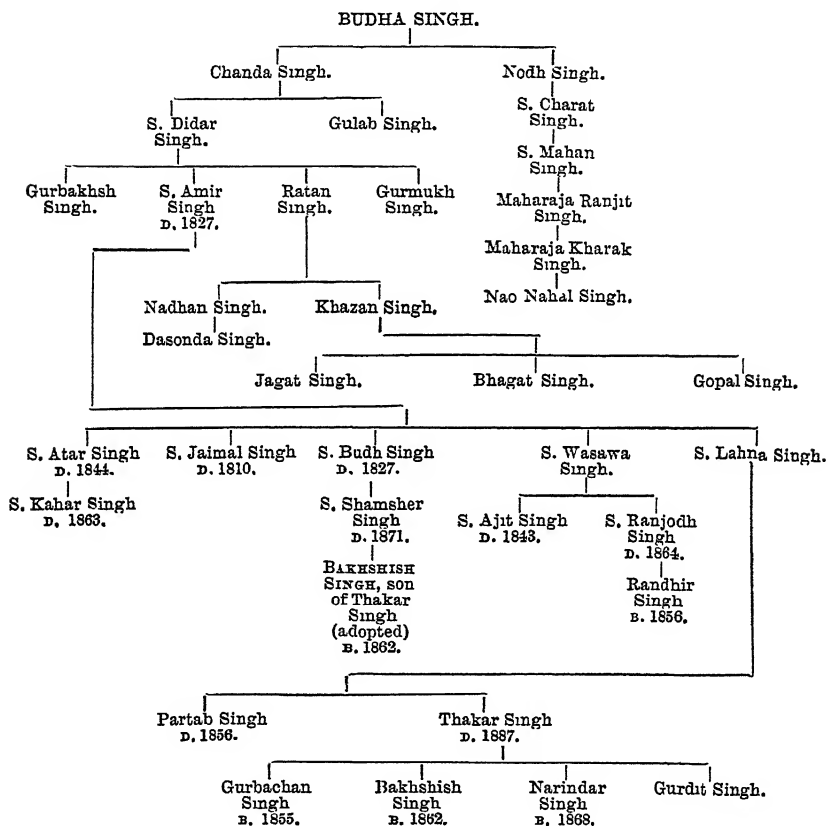 BUDHA SINGH.
Chanda Singh. Nodh Singh.
S. Didar Singh. Gulab Singh. S. Charat Singh.
S. Mahan Singh.
Gurbakhsh Singh. S. Amir Singh D. 1827. Ratan Singh. Gurmukh Singh. Maharaja Ranjit Singh.
Maharaja Kharak Singh.
Nadhan Singh. Khazan Singh. Nao Nahal Singh.
Dasonda Singh.
Jagat Singh. Bhagat Singh. Gopal Singh.
S. Atar Singh D. 1844. S. Jaimal Singh D. 1810. S. Budh Singh D. 1827. S. Wasawa Singh. S. Lahna Singh.
S. Kahar Singh D. 1863. S. Shamsher Singh D. 1871. S. Ajit Singh D. 1843. S. Ranjodh Singh D. 1864.
BAKHSHISH SINGH, son of Thakar Singh (adopted) B. 1862. Randhir Singh B. 1856.
Partab Singh D. 1856. Thakar Singh D. 1887.
Gurbachan Singh B. 1855. Bakhshish Singh B. 1862. Narindar Singh B. 1868. Gurdit Singh.